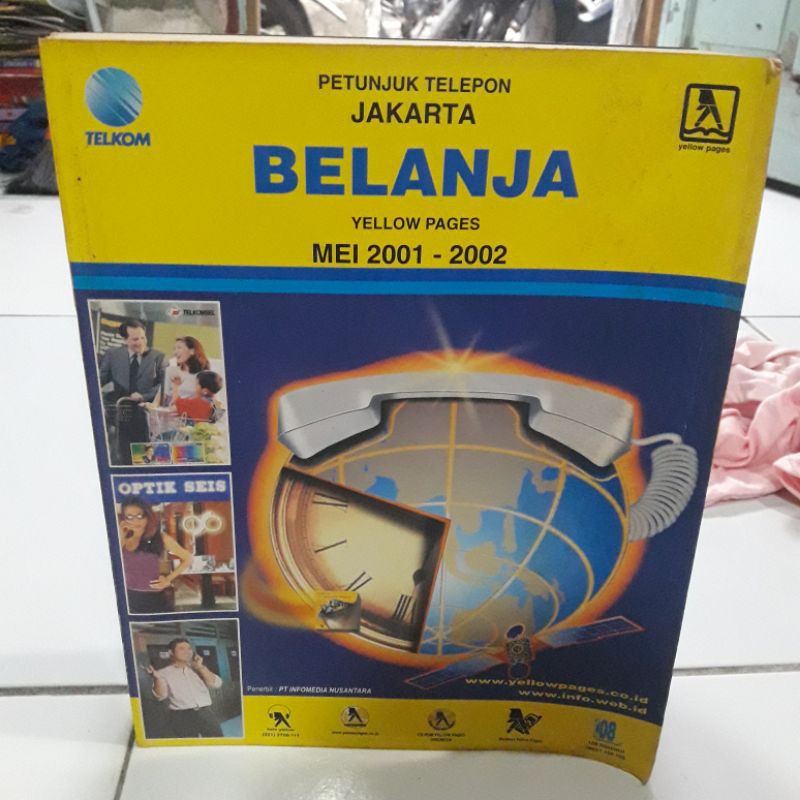 TELKOM
PETUNJUK TELEPON
JAKARTA
BELANJA
YELLOW PAGES
MEI 2001 - 2002
yellow pages
TELKOMSEL
OPTIK SEIS
Penerbit : PT INFOMEDIA NUSANTARA
www.yellowpages.co.id
www.info.web.id
108